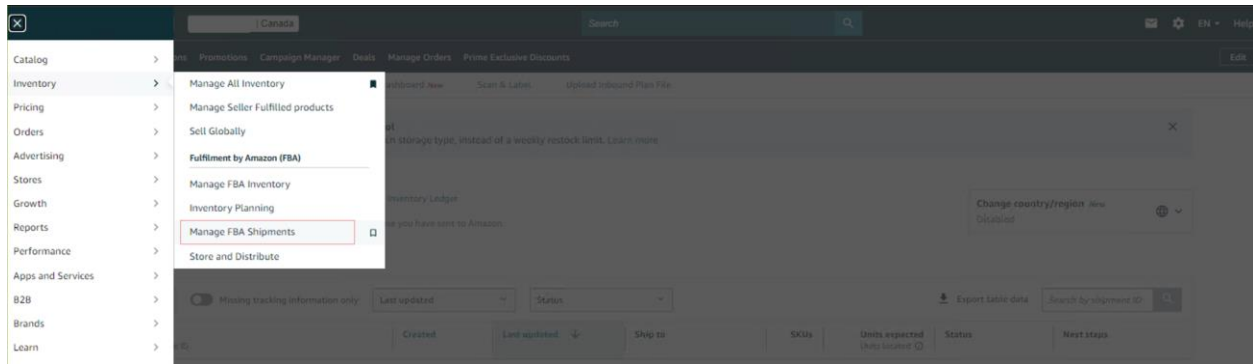 | Canada
Search
EN
Help
Catalog
Inventory
Pricing
Orders
Advertising
Stores
Growth
Reports
Performance
Apps and Services
B2B
Brands
Learn
Manage All Inventory
Manage Seller Fulfilled products
Sell Globally
Fulfilment by Amazon (FBA)
Manage FBA Inventory
Inventory Planning
Manage FBA Shipments
Store and Distribute
Promotions Campaign Manager Deals Manage Orders Prime Exclusive Discounts
Edit
New Scan & Label Upload Inbound Plan File
storage type, instead of a weekly restock limit. Learn more
Inventory Ledger
you have sent to Amazon
Change country/region New
Disabled
Missing tracking information only Last updated Status
Export table data Search by shipment ID
Created Last updated Ship to SKUs Units expected Status Next steps
Units located